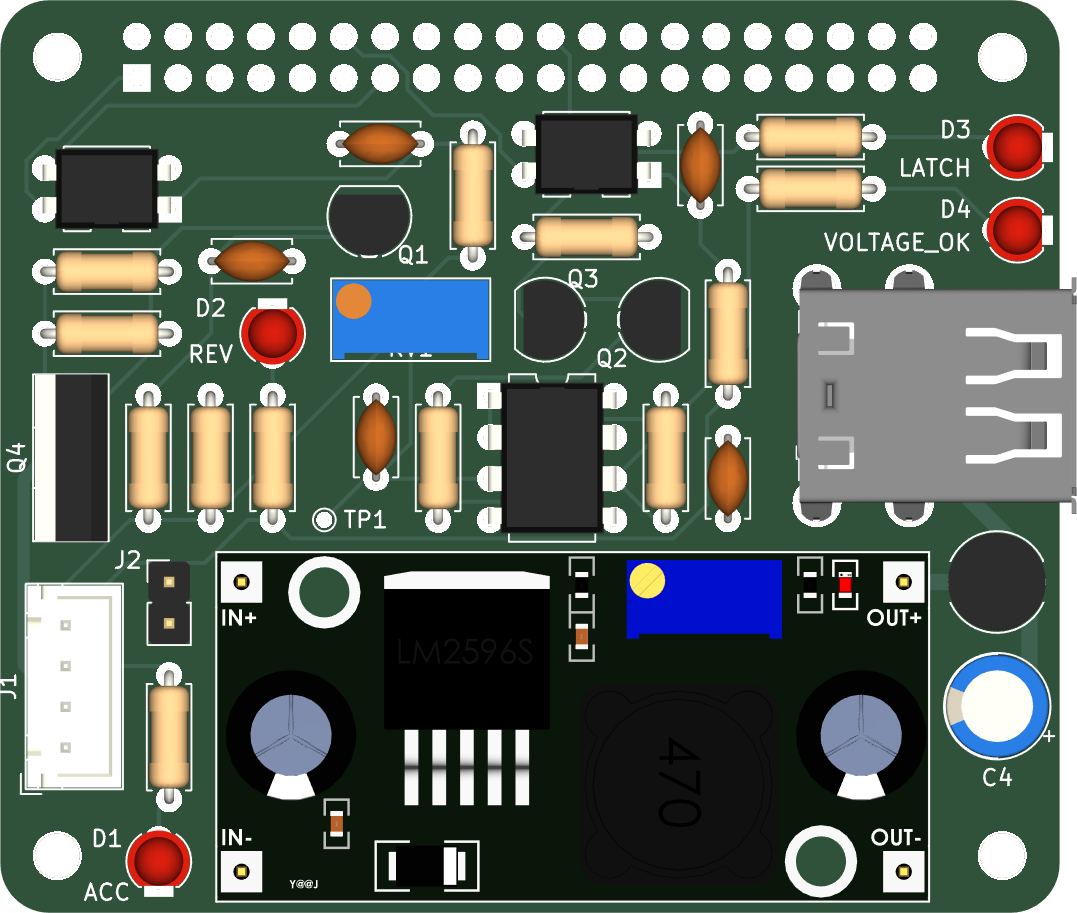 D3
LATCH
D4
VOLTAGE_OK
Q1
Q3
D2
REV
RV1
Q2
Q4
TP1
J2
IN+
OUT+
LM2596S
J1
470
+
C4
D1
IN-
OUT-
ACC
Y@@J